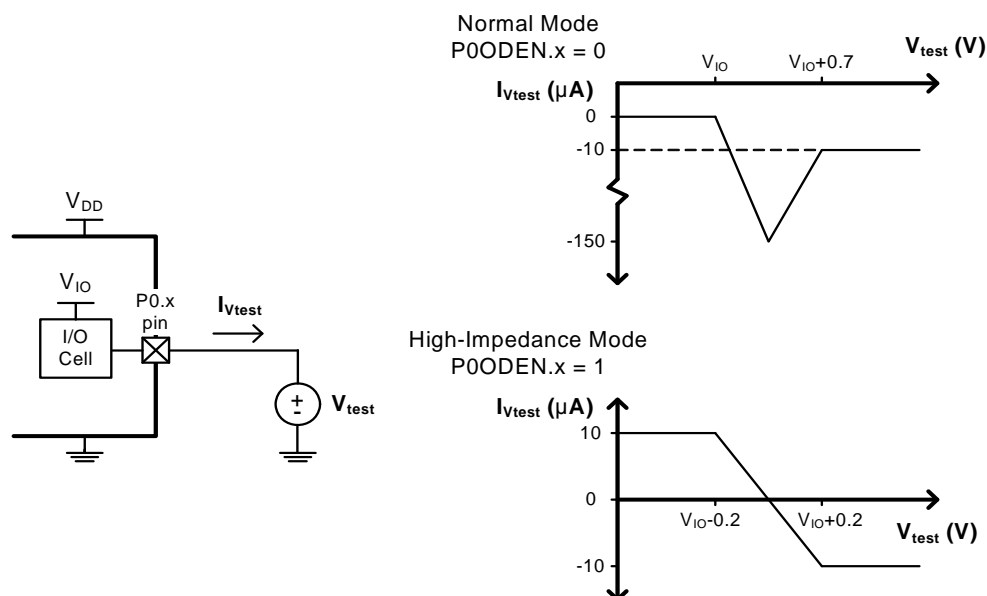 Normal Mode
P0ODEN.x = 0
V_test (V)
V_IO
V_IO+0.7
I_Vtest (µA)
0
-10
-150
V_DD
V_IO
P0.x
pin
I_Vtest
I/O
Cell
+
-
V_test
High-Impedance Mode
P0ODEN.x = 1
I_Vtest (µA)
10
0
V_IO-0.2
V_IO+0.2
V_test (V)
-10